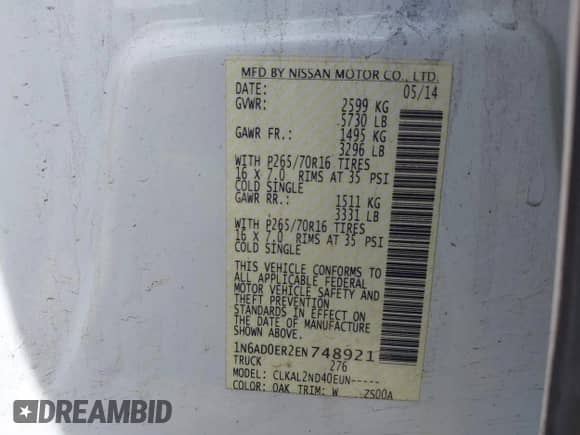 MFD BY NISSAN MOTOR CO., LTD.
DATE: 05/14
GVWR: 2599 KG
5730 LB
GAWR FR.: 1495 KG
3296 LB
WITH P265/70R16 TIRES
16 X 7.0 RIMS AT 35 PSI
COLD SINGLE
GAWR RR.: 1511 KG
3331 LB
WITH P265/70R16 TIRES
16 X 7.0 RIMS AT 35 PSI
COLD SINGLE
THIS VEHICLE CONFORMS TO
ALL APPLICABLE FEDERAL
MOTOR VEHICLE SAFETY AND
THEFT PREVENTION
STANDARDS IN EFFECT ON
THE DATE OF MANUFACTURE
SHOWN ABOVE.
1N6AD0ER2EN748921
TRUCK 276
MODEL: CLKAL2ND40EUN-----
COLOR: QAK TRIM: W ZS00A
© 2024 AutoBidMaster